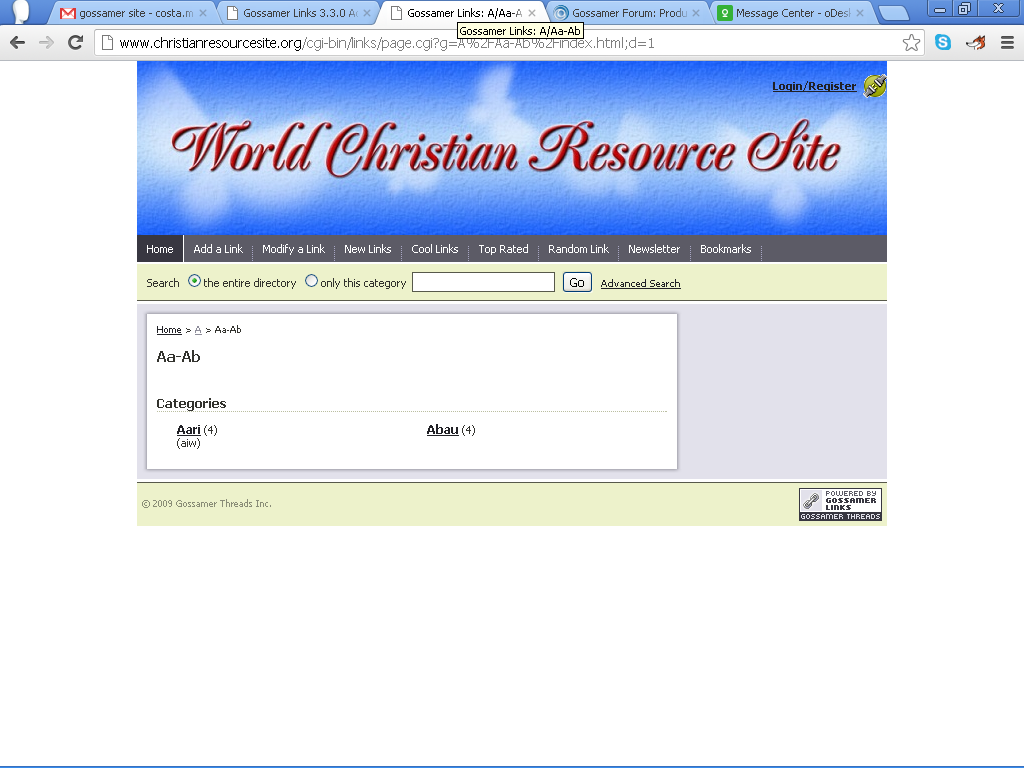 gossamer site - costa.m
Gossamer Links 3.3.0 Ad
Gossamer Links: A/Aa-A
Gossamer Forum: Produ
Message Center - oDesk
Gossamer Links: A/Aa-Ab
www.christianresourcesite.org/cgi-bin/links/page.cgi?g=A%2FAa-Ab%2Findex.html;d=1
Login/Register
World Christian Resource Site
Home
Add a Link
Modify a Link
New Links
Cool Links
Top Rated
Random Link
Newsletter
Bookmarks
Search the entire directory only this category Go Advanced Search
Home > A > Aa-Ab
Aa-Ab
Categories
Aari (4)
(aiw)
Abau (4)
© 2009 Gossamer Threads Inc.
POWERED BY
GOSSAMER
LINKS
GOSSAMER THREADS